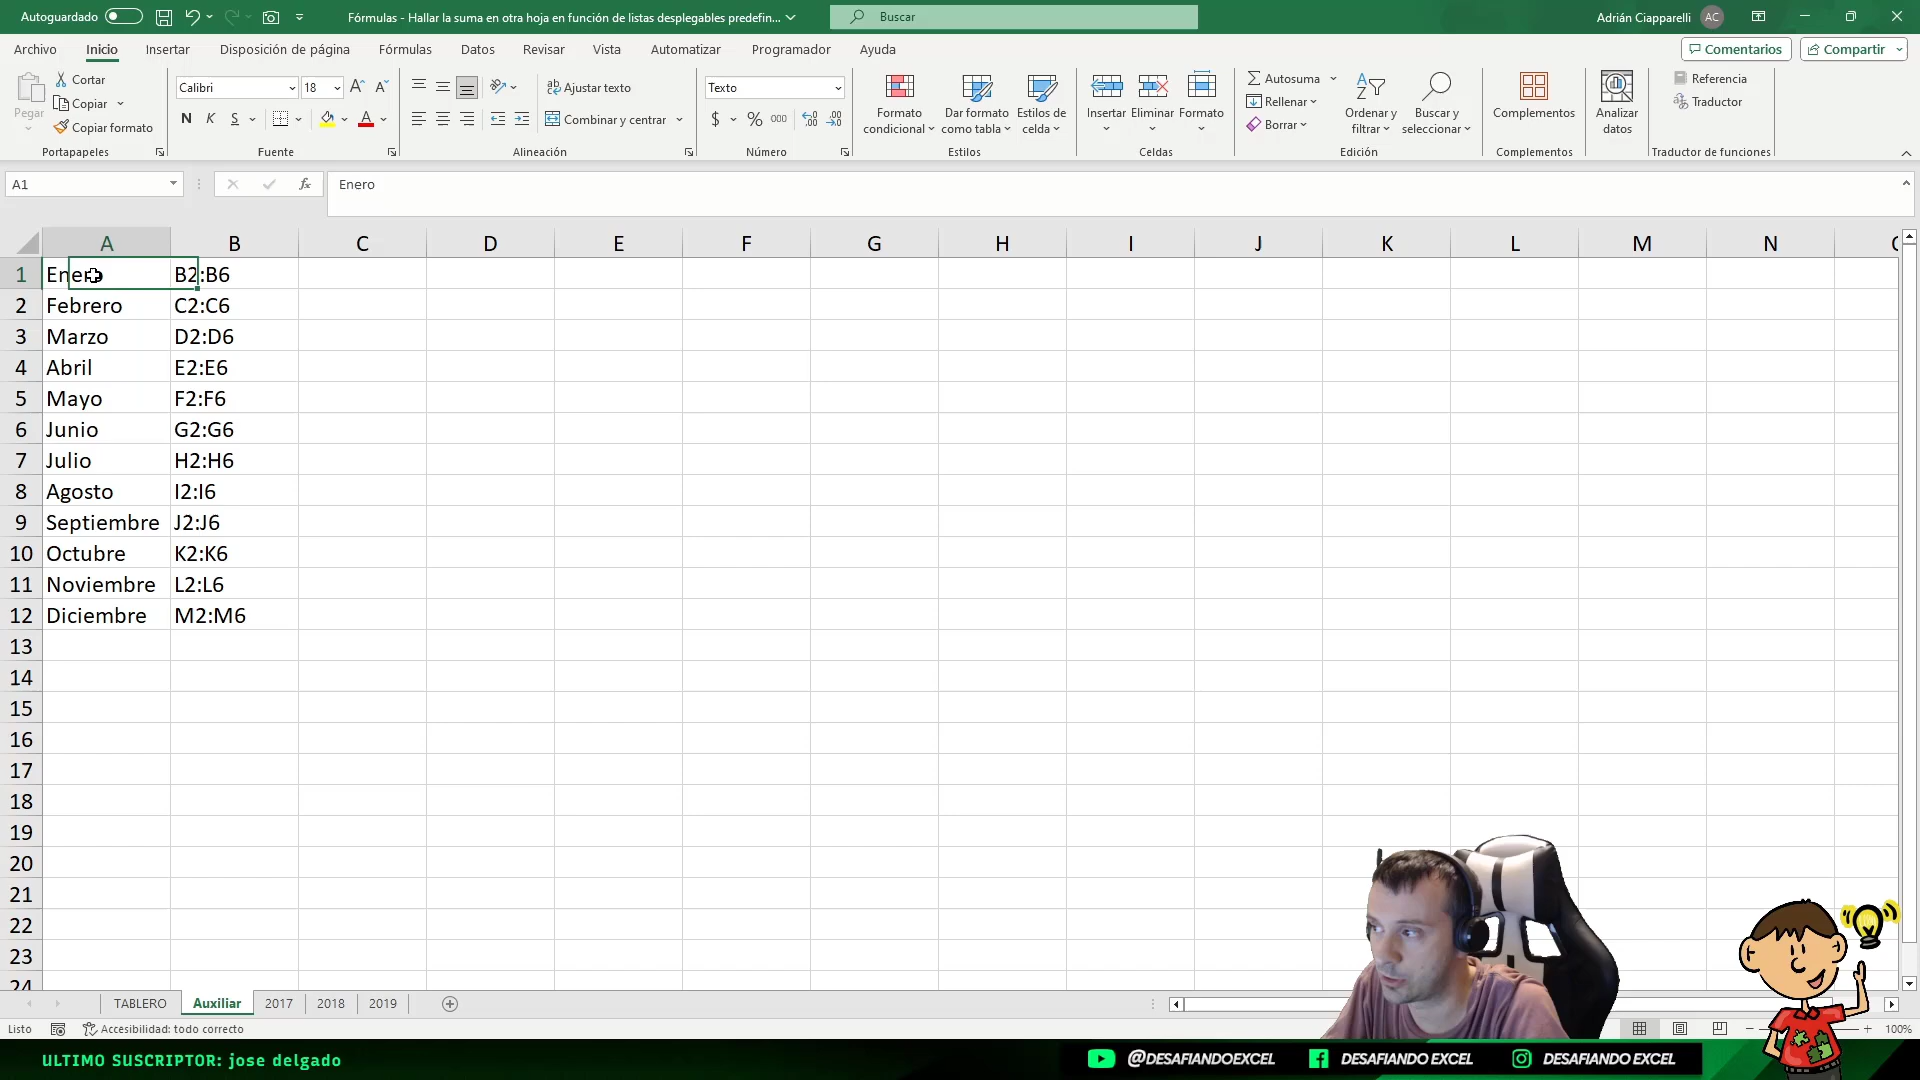 Autoguardado
Fórmulas - Hallar la suma en otra hoja en función de listas desplegables predefin...
Buscar
Adrián Ciapparelli AC
Archivo Inicio Insertar Disposición de página Fórmulas Datos Revisar Vista Automatizar Programador Ayuda
Comentarios Compartir
Pegar
Cortar
Copiar
Copiar formato
Portapapeles
Calibri 18
N K S
Fuente
Ajustar texto
Combinar y centrar
Alineación
Texto
$ % 000
Número
Formato condicional
Dar formato como tabla
Estilos de celda
Estilos
Insertar Eliminar Formato
Celdas
Autosuma
Rellenar
Borrar
Ordenar y filtrar
Buscar y seleccionar
Edición
Complementos
Complementos
Analizar datos
Referencia
Traductor
Traductor de funciones
A1
fx
Enero
A B C D E F G H I J K L M N
1 Enero B2:B6
2 Febrero C2:C6
3 Marzo D2:D6
4 Abril E2:E6
5 Mayo F2:F6
6 Junio G2:G6
7 Julio H2:H6
8 Agosto I2:I6
9 Septiembre J2:J6
10 Octubre K2:K6
11 Noviembre L2:L6
12 Diciembre M2:M6
13
14
15
16
17
18
19
20
21
22
23
24
TABLERO Auxiliar 2017 2018 2019
Listo Accesibilidad: todo correcto 100%
ULTIMO SUSCRIPTOR: jose delgado
@DESAFIANDOEXCEL DESAFIANDO EXCEL DESAFIANDO EXCEL